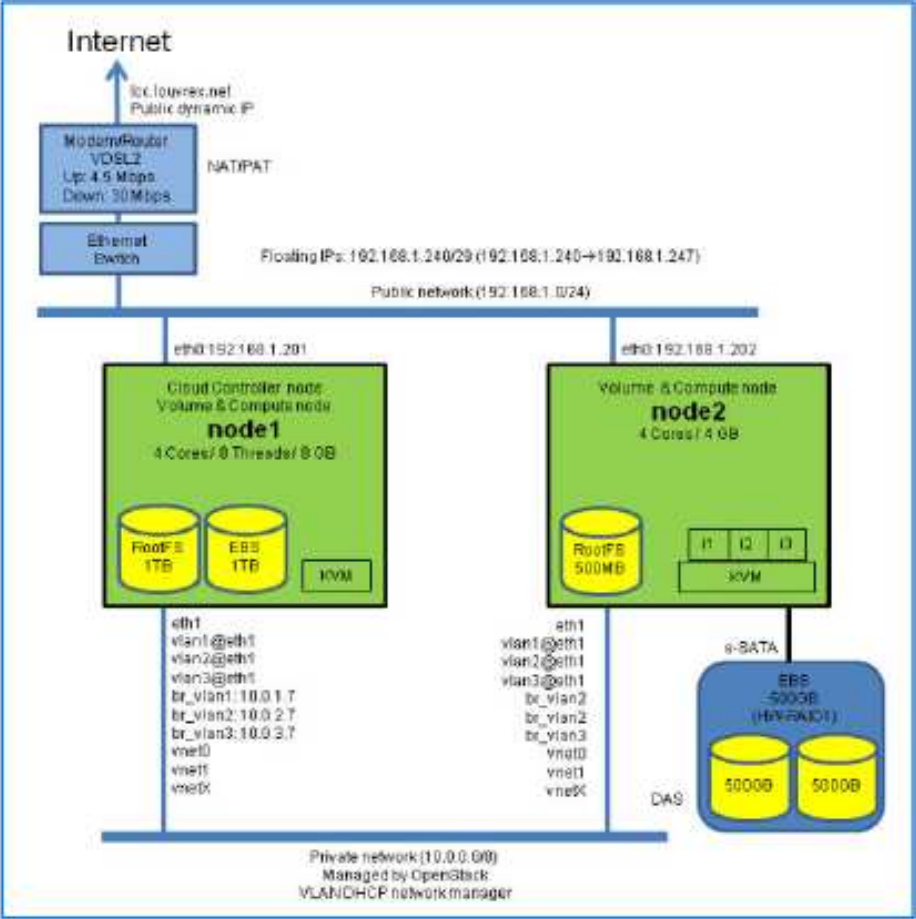 Internet
lcc.louvrex.net
Public dynamic IP
Modem/Router
VDSL2
Up: 4.5 Mbps
Down: 30 Mbps
NAT/PAT
Ethernet
Switch
Floating IPs: 192.168.1.240/29 (192.168.1.240→192.168.1.247)
Public network (192.168.1.0/24)
eth0:192.168.1.201
eth0:192.168.1.202
Cloud Controller node
Volume & Compute node
node1
4 Cores/ 8 Threads/ 8 GB
RootFS
1TB
EBS
1TB
KVM
Volume & Compute node
node2
4 Cores/ 4 GB
RootFS
500MB
I1 I2 I3
KVM
eth1
vlan1@eth1
vlan2@eth1
vlan3@eth1
br_vlan1:10.0.1.7
br_vlan2:10.0.2.7
br_vlan3:10.0.3.7
vnet0
vnet1
vnetX
eth1
vlan1@eth1
vlan2@eth1
vlan3@eth1
br_vlan2
br_vlan2
br_vlan3
vnet0
vnet1
vnetX
e-SATA
EBS
500GB
(HW-RAID1)
500GB
500GB
DAS
Private network (10.0.0.0/8)
Managed by OpenStack
VLANDHCP network manager